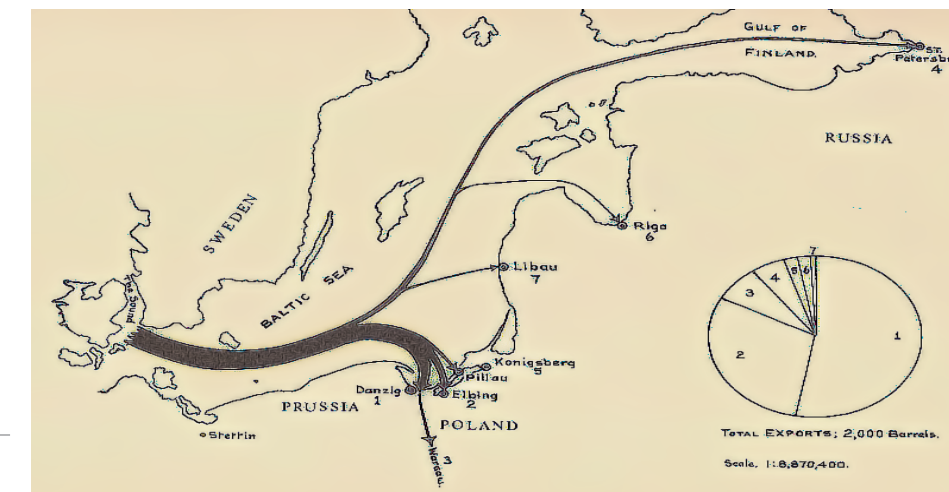 GULF OF
FINLAND.
ST.
Petersbu
4
RUSSIA
SWEDEN
Riga
6
Libau
7
BALTIC SEA
The Sound
Konigsberg
5
Pillau
Danzig
1
Elbing
2
PRUSSIA
POLAND
Stettin
3
Warsaw.
7
5
6
4
3
2
1
TOTAL EXPORTS; 2,000 Barrels.
Scale, 1:8,870,400.